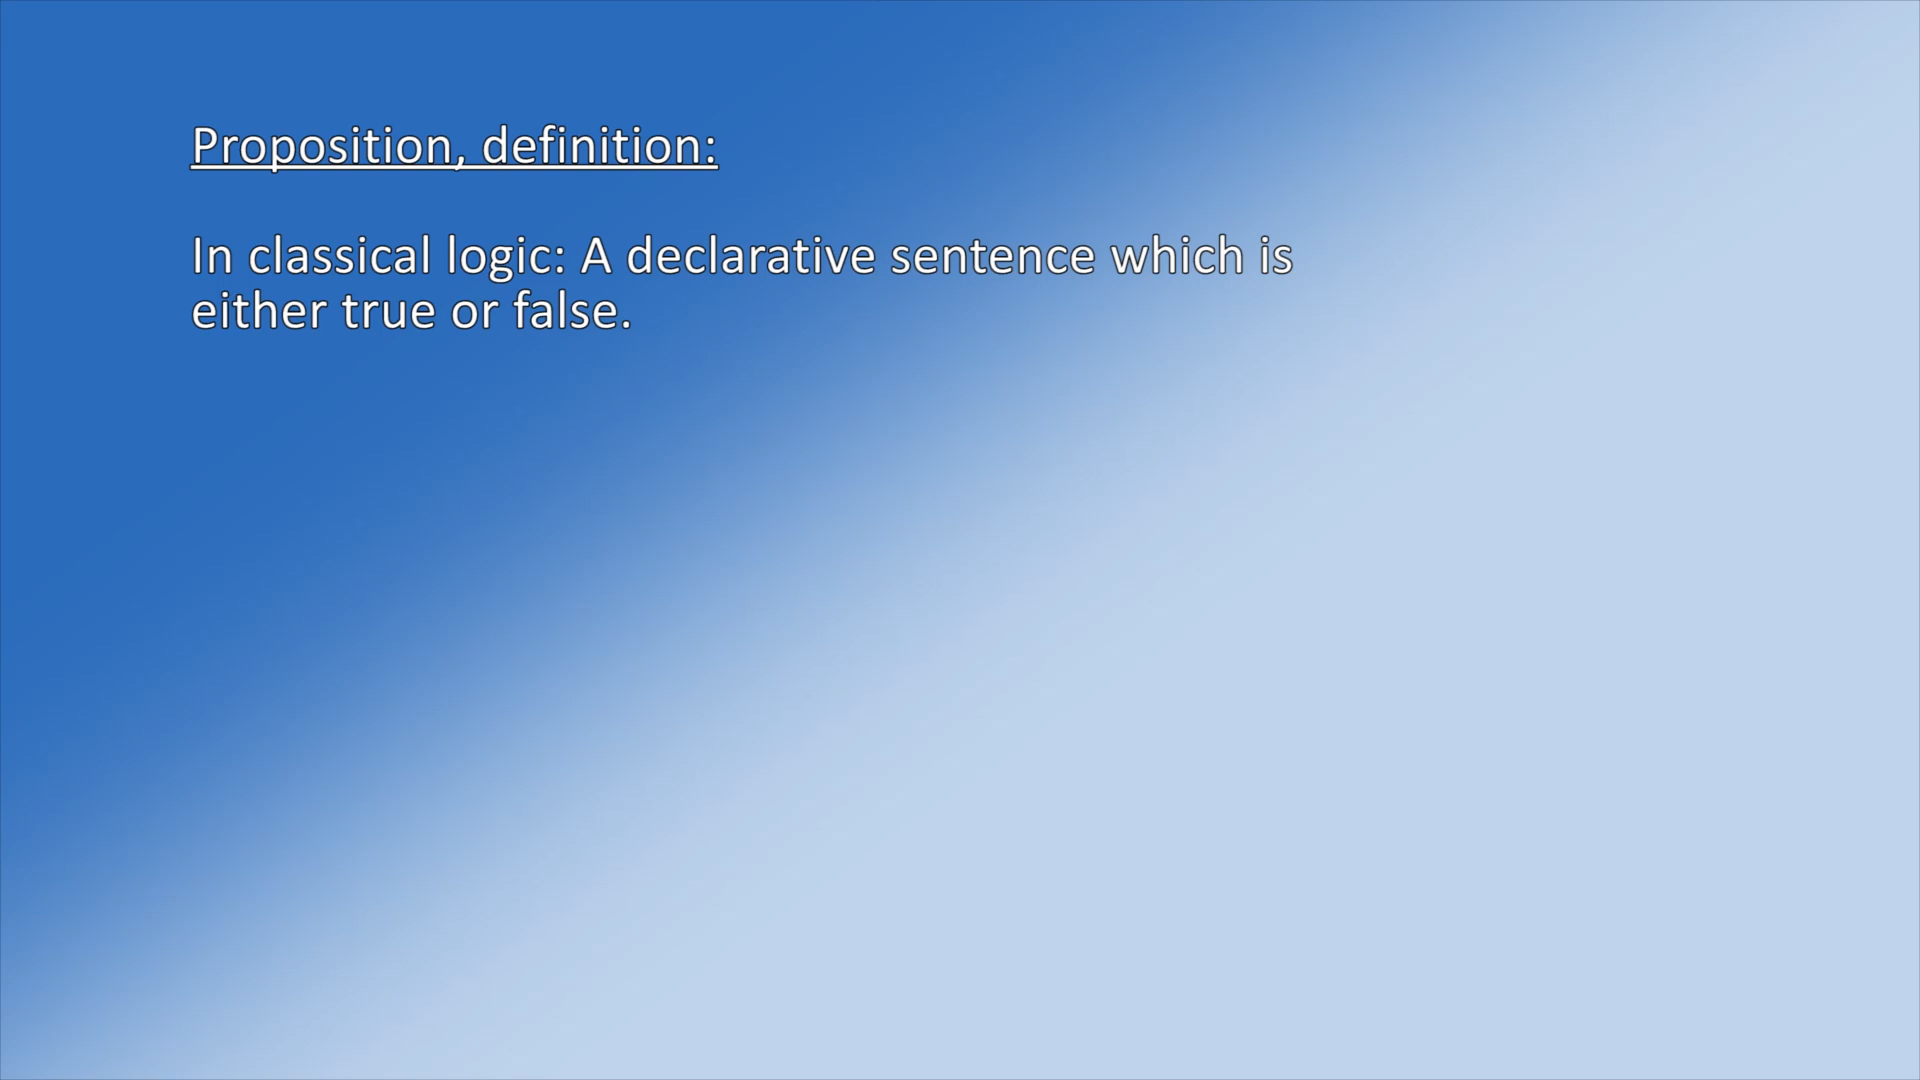 Proposition, definition:
In classical logic: A declarative sentence which is
either true or false.